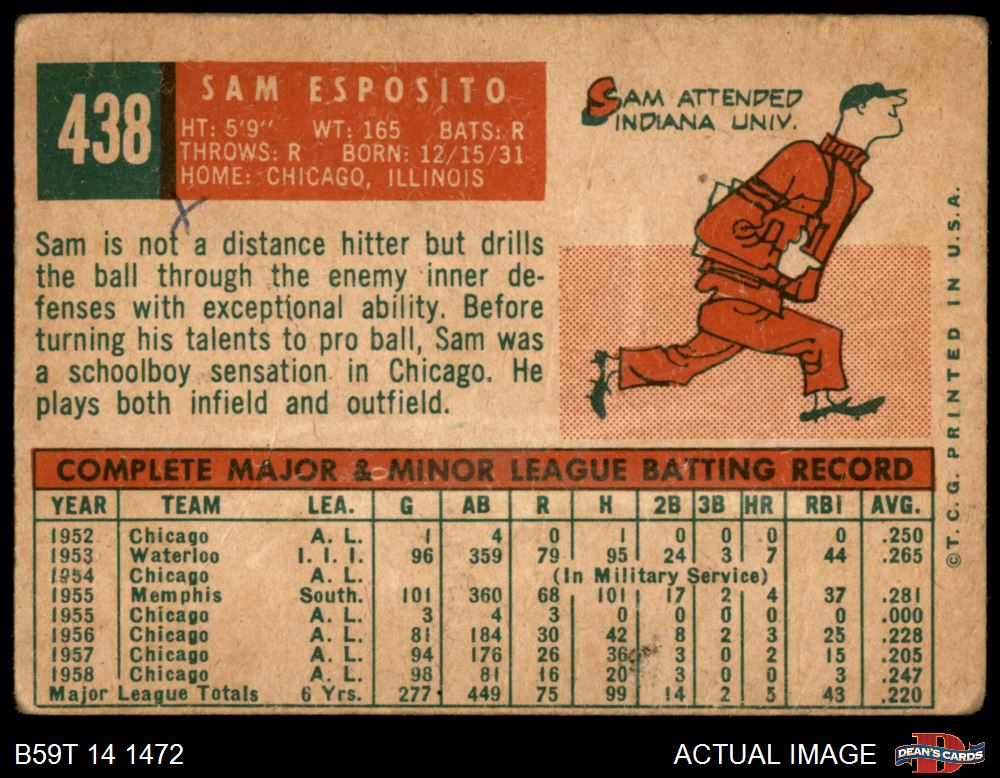 438
SAM ESPOSITO
HT: 5'9" WT: 165 BATS: R
THROWS: R BORN: 12/15/31
HOME: CHICAGO, ILLINOIS
SAM ATTENDED
INDIANA UNIV.
Sam is not a distance hitter but drills
the ball through the enemy inner de-
fenses with exceptional ability. Before
turning his talents to pro ball, Sam was
a schoolboy sensation in Chicago. He
plays both infield and outfield.
©T.C.G. PRINTED IN U.S.A.
COMPLETE MAJOR & MINOR LEAGUE BATTING RECORD
YEAR TEAM LEA. G AB R H 2B 3B HR RBI AVG.
1952 Chicago A. L. 1 4 0 1 0 0 0 0 .250
1953 Waterloo I. I. I. 96 359 79 95 24 3 7 44 .265
1954 Chicago A. L. (In Military Service)
1955 Memphis South. 101 360 68 101 17 2 4 37 .281
1955 Chicago A. L. 3 4 3 0 0 0 0 0 .000
1956 Chicago A. L. 81 184 30 42 8 2 3 25 .228
1957 Chicago A. L. 94 176 26 36 3 0 2 15 .205
1958 Chicago A. L. 98 81 16 20 3 0 0 3 .247
Major League Totals 6 Yrs. 277 449 75 99 14 2 5 43 .220
B59T 14 1472
ACTUAL IMAGE
DEAN'S CARDS